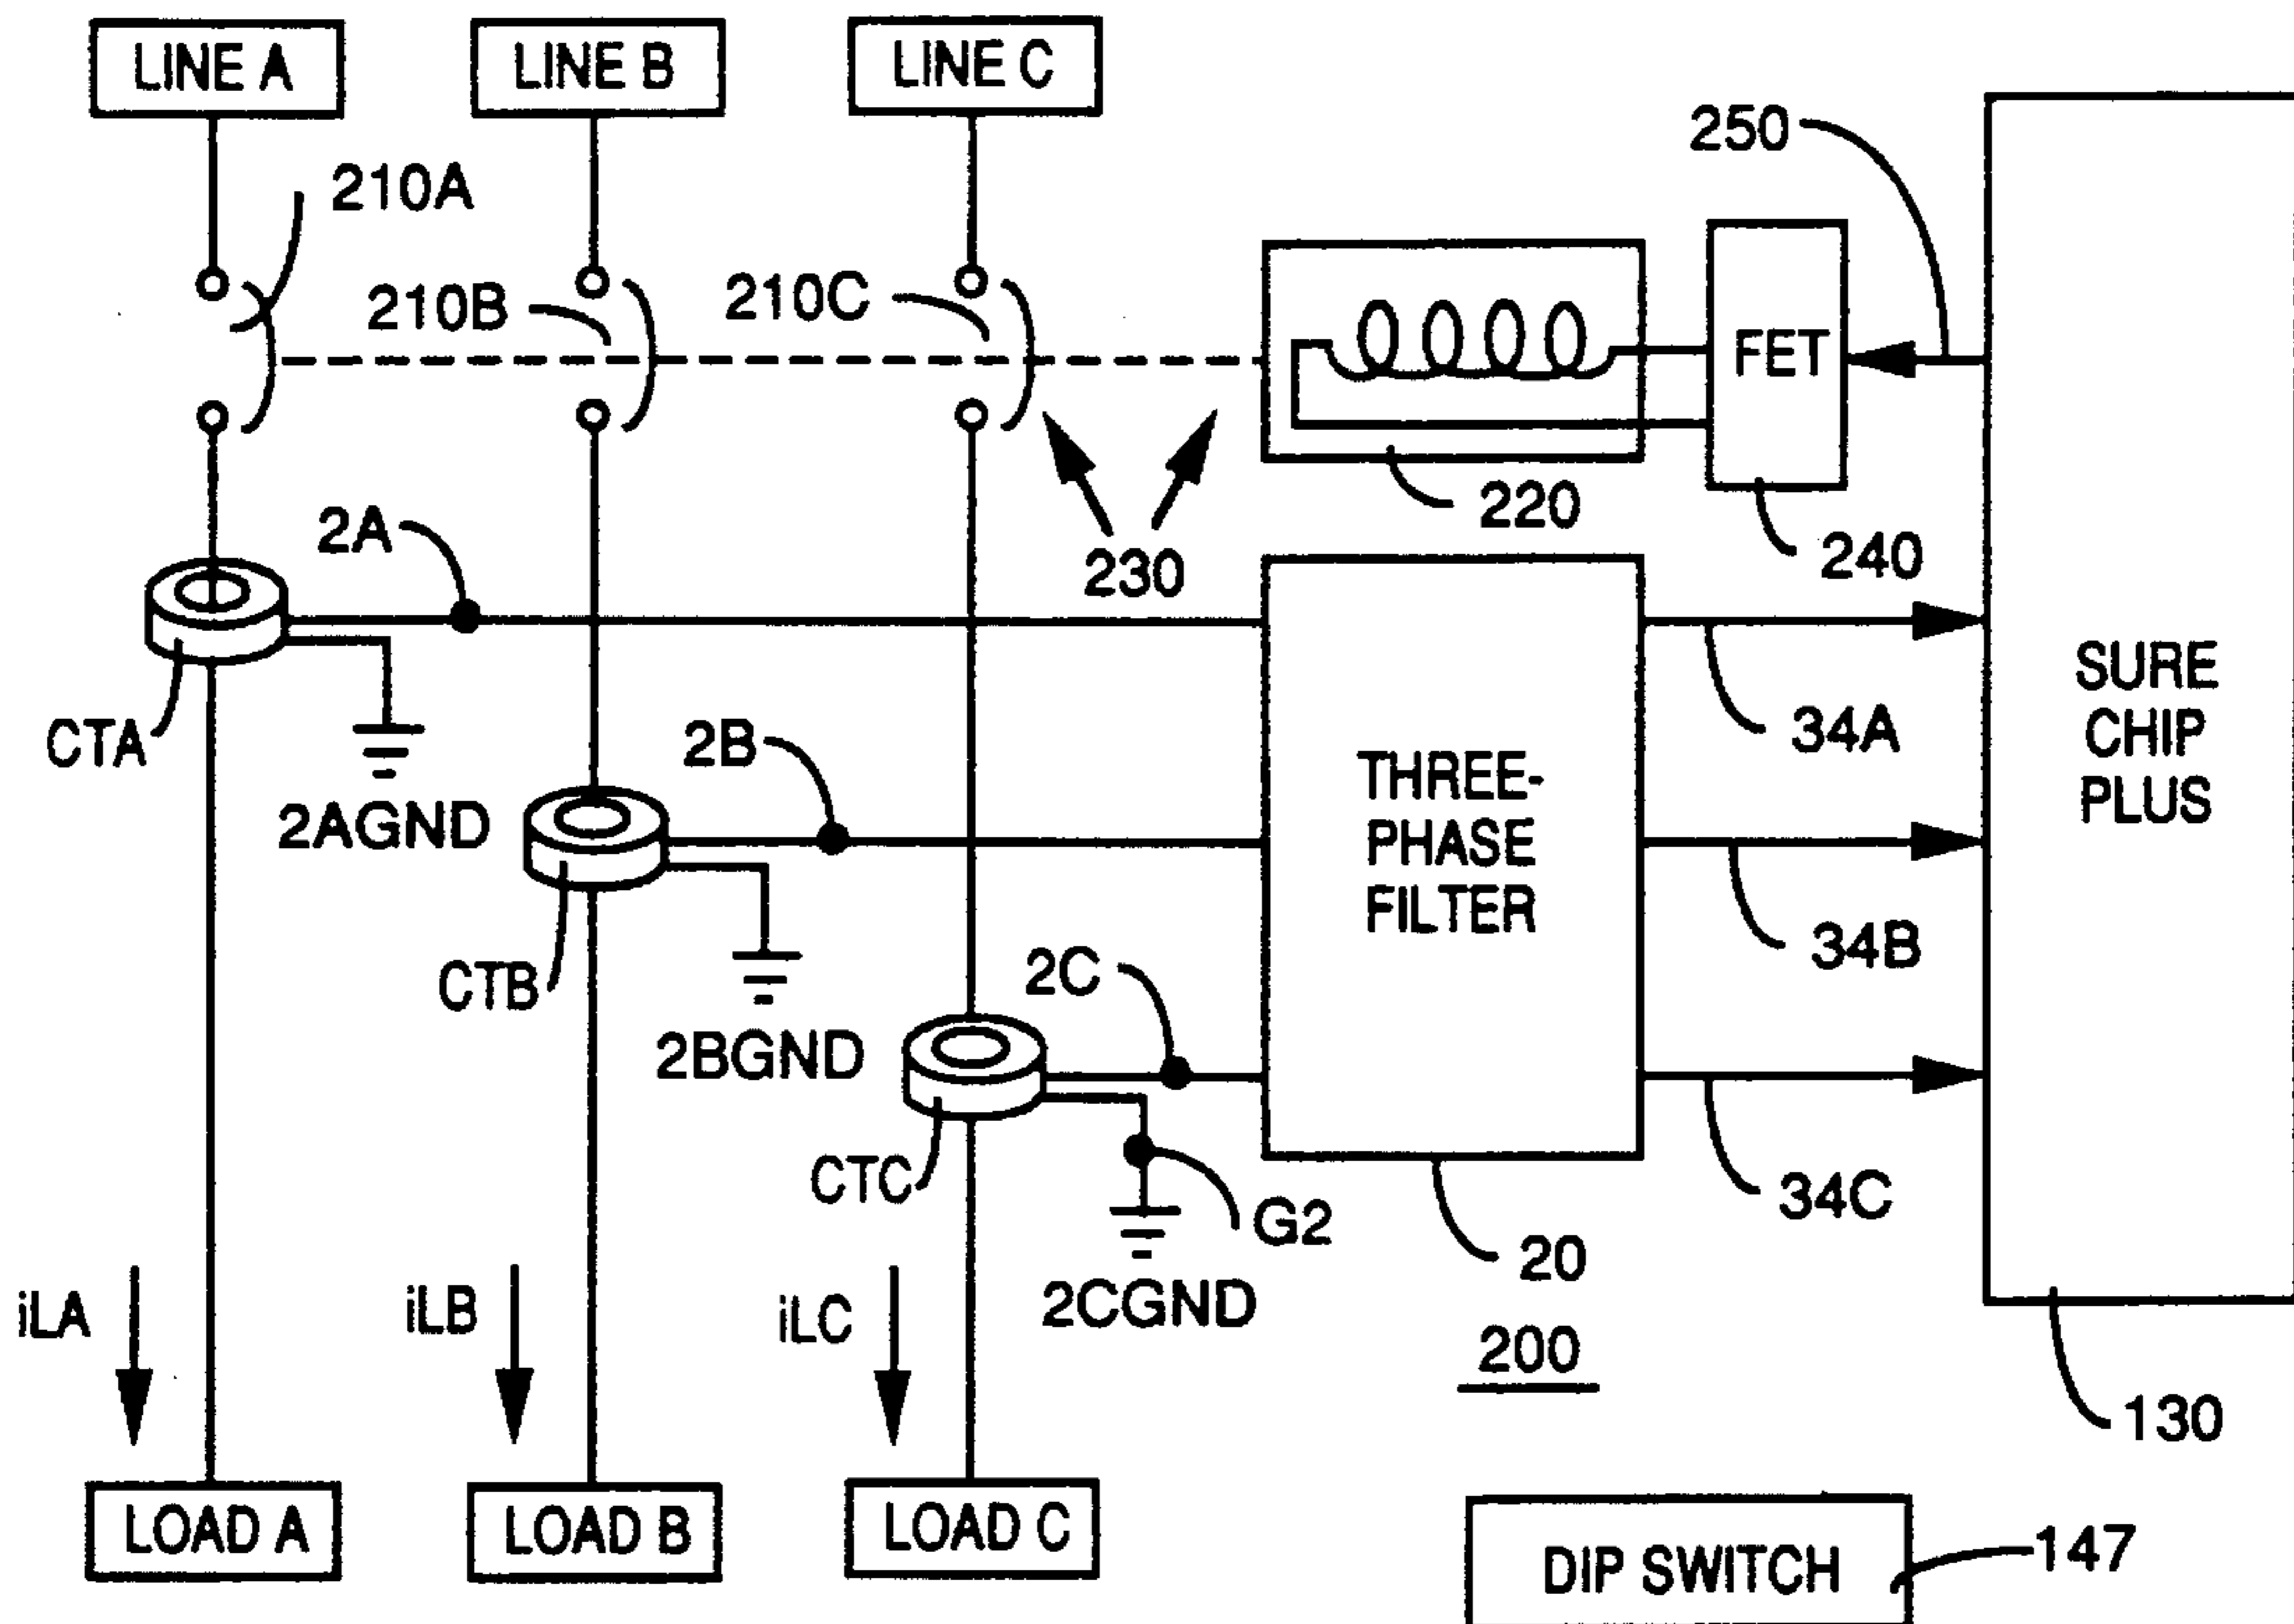 LINE A
LINE B
LINE C
250
210A
210B
210C
FET
220
240
230
2A
34A
SURE
CHIP
PLUS
CTA
2AGND
2B
THREE-
PHASE
FILTER
34B
CTB
2BGND
2C
34C
CTC
G2
20
2CGND
iLA
iLB
iLC
200
130
LOAD A
LOAD B
LOAD C
DIP SWITCH
147